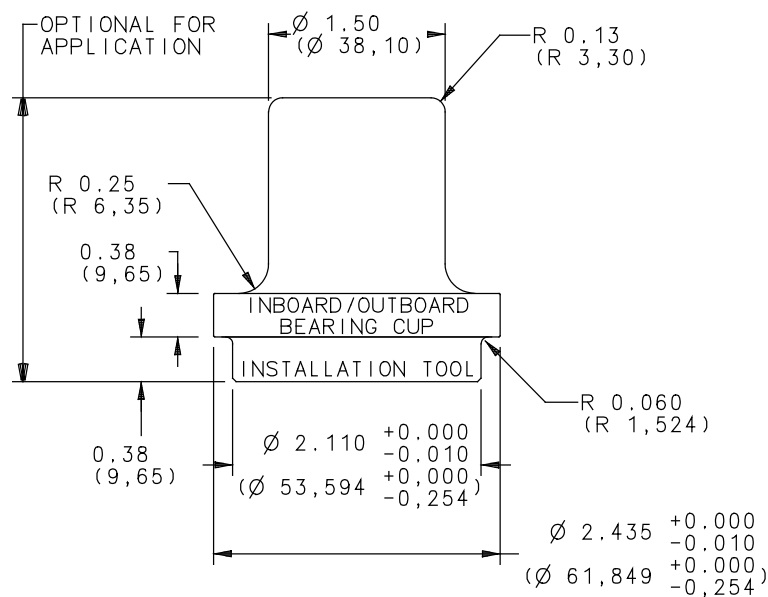 OPTIONAL FOR
APPLICATION
Ø 1.50
(Ø 38,10)
R 0.13
(R 3,30)
R 0.25
(R 6,35)
0.38
(9,65)
INBOARD/OUTBOARD
BEARING CUP
INSTALLATION TOOL
R 0.060
(R 1,524)
0.38
(9,65)
Ø 2.110 +0.000
-0.010
(Ø 53,594 +0,000
-0,254)
Ø 2.435 +0.000
-0.010
(Ø 61,849 +0.000
-0,254)